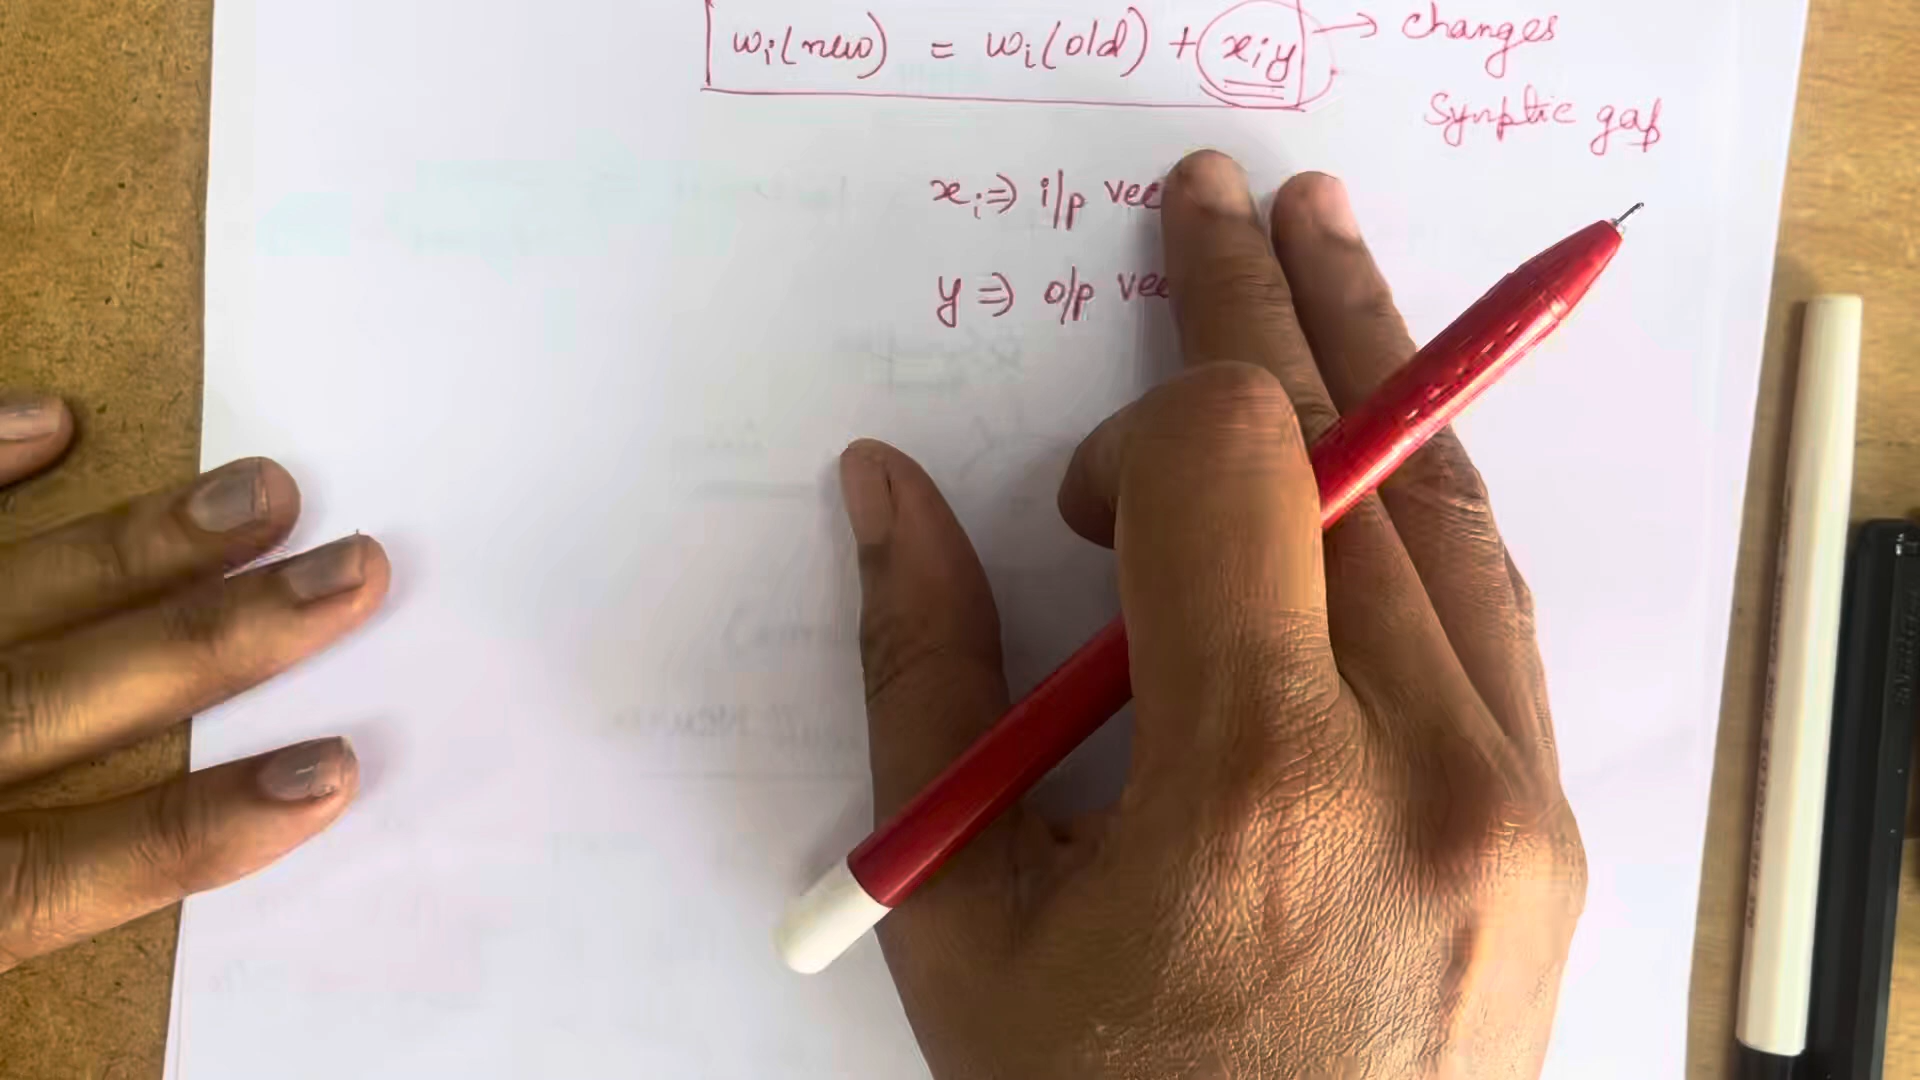 wi(new) = wi(old) + xiy → changes
Synptic gap
xi ⇒ i/p vec
y ⇒ o/p vec